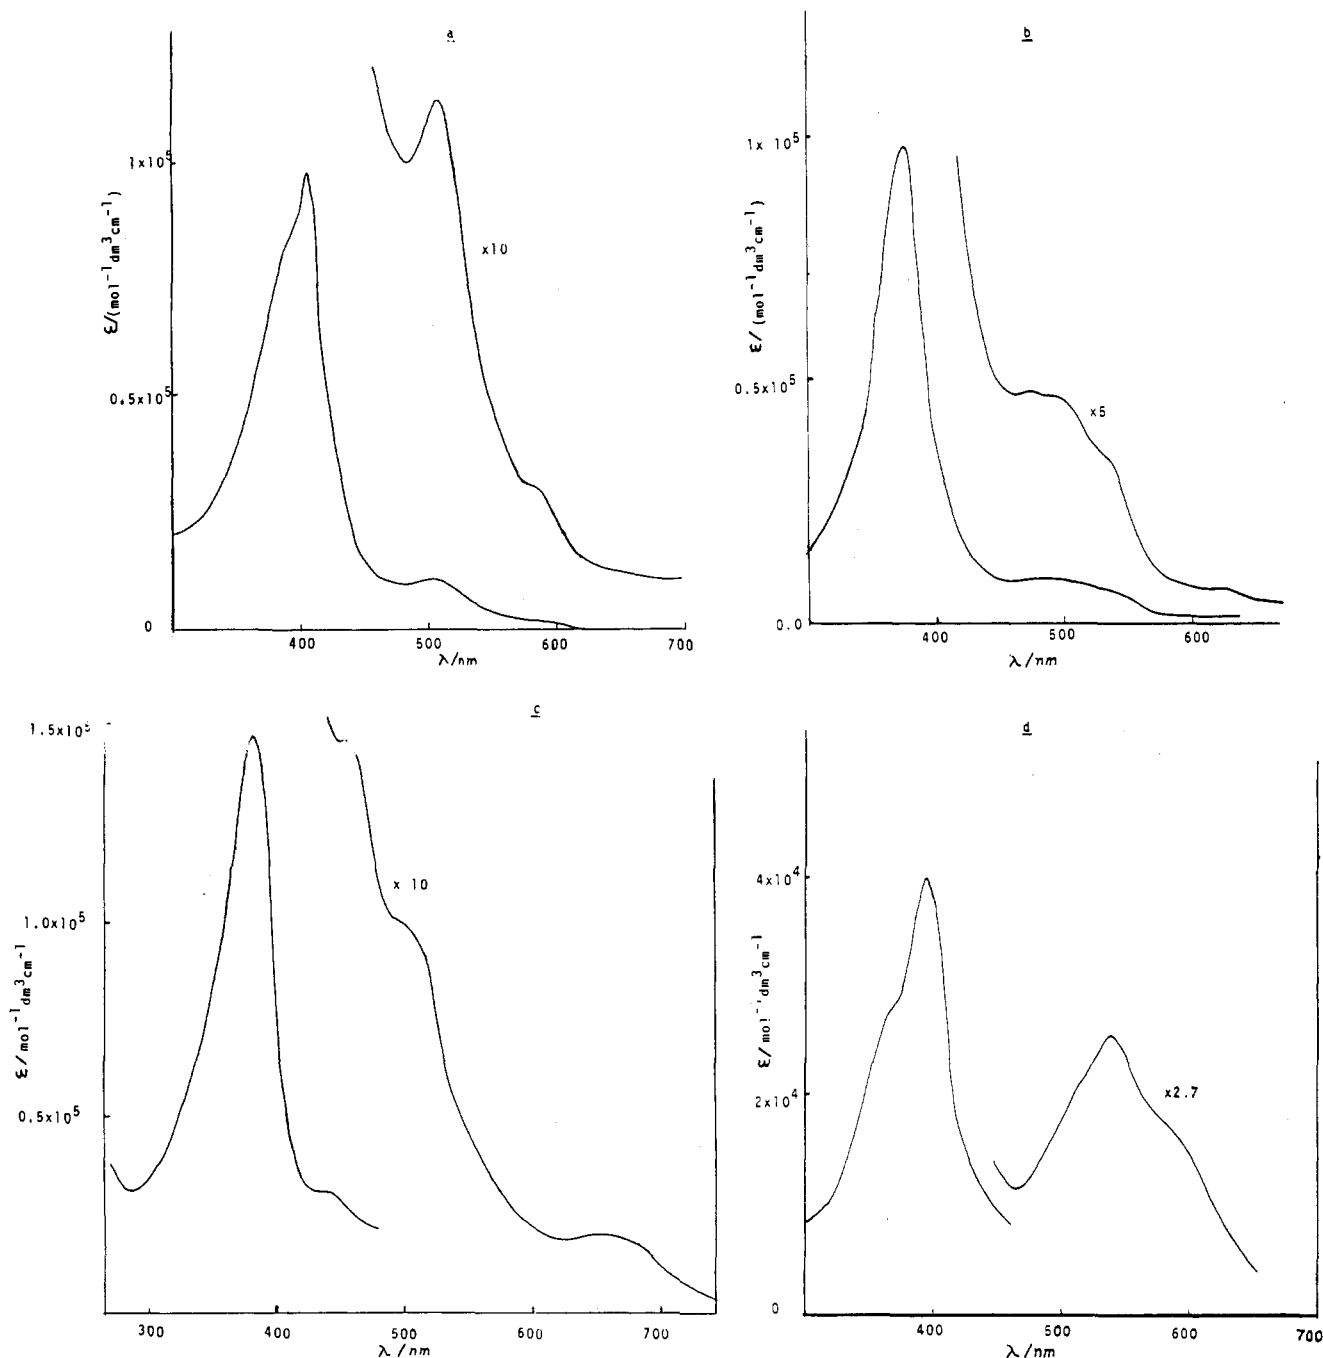 a
1x10⁵
0.5x10⁵
0
ε/(mol⁻¹dm³cm⁻¹)
x10
400
500
600
700
λ/nm
b
1x 10⁵
0.5x10⁵
0.0
ε/ (mol⁻¹dm³cm⁻¹)
x5
400
500
600
λ/nm
c
1.5x10⁵
1.0x10⁵
0.5x10⁵
ε/mol⁻¹dm³cm⁻¹
x 10
300
400
500
600
700
λ/nm
d
4x10⁴
2x10⁴
0
ε/mol⁻¹dm³cm⁻¹
x2.7
400
500
600
700
λ/nm